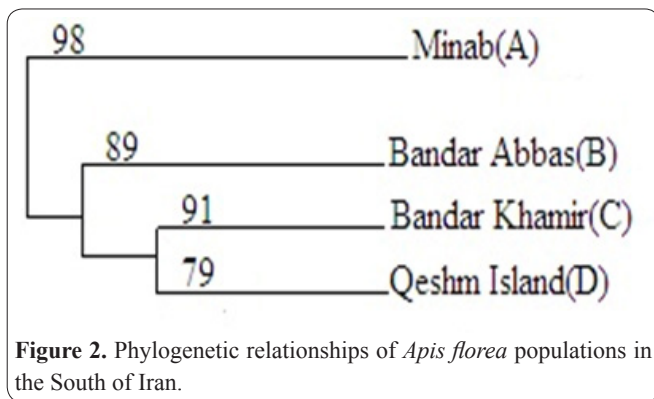 98 Minab(A)
89 Bandar Abbas(B)
91 Bandar Khamir(C)
79 Qeshm Island(D)
Figure 2. Phylogenetic relationships of Apis florea populations in
the South of Iran.